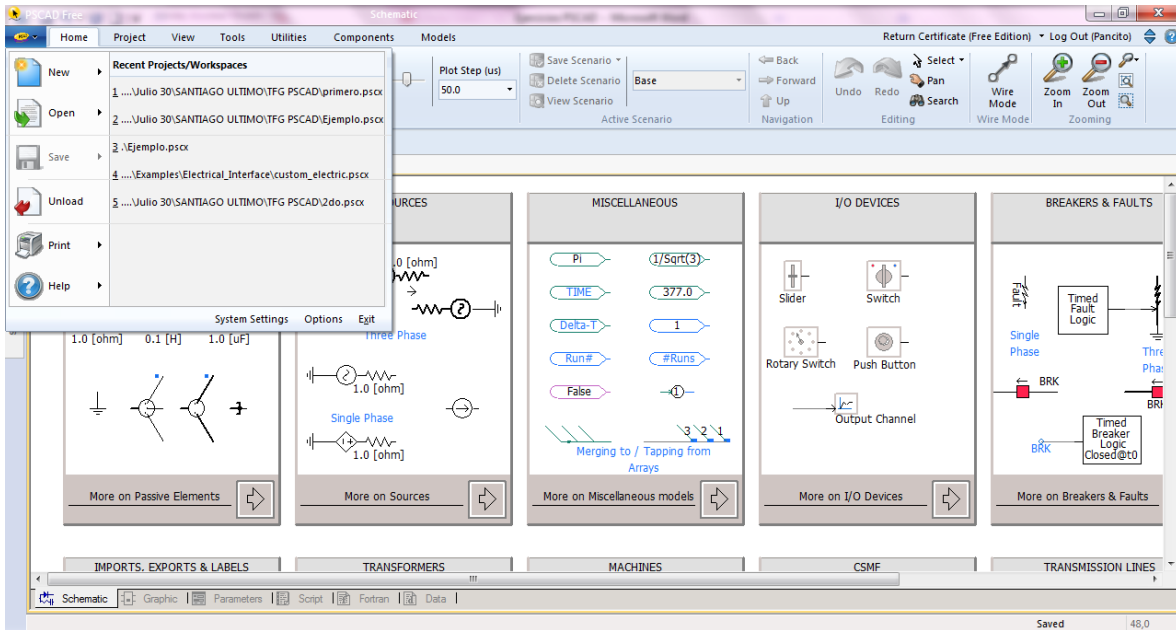 PSCAD Free
Schematic
Home Project View Tools Utilities Components Models
Return Certificate (Free Edition) Log Out (Pancito)
New
Open
Save
Unload
Print
Help
Recent Projects/Workspaces
1 ....\Julio 30\SANTIAGO ULTIMO\TFG PSCAD\primero.pscx
2 ....\Julio 30\SANTIAGO ULTIMO\TFG PSCAD\Ejemplo.pscx
3 .\Ejemplo.pscx
4 ....\Examples\Electrical_Interface\custom_electric.pscx
5 ....\Julio 30\SANTIAGO ULTIMO\TFG PSCAD\2do.pscx
System Settings Options Exit
Plot Step (us)
50.0
Save Scenario
Delete Scenario
View Scenario
Base
Active Scenario
Back
Forward
Up
Navigation
Undo Redo
Select
Pan
Search
Editing
Wire
Mode
Wire Mode
Zoom
In
Zoom
Out
Zooming
1.0 [ohm] 0.1 [H] 1.0 [uF]
More on Passive Elements
URCES
.0 [ohm]
Three Phase
1.0 [ohm]
Single Phase
1.0 [ohm]
More on Sources
MISCELLANEOUS
Pi 1/Sqrt(3)
TIME 377.0
Delta-T 1
Run# #Runs
False 1
3 2 1
Merging to / Tapping from
Arrays
More on Miscellaneous models
I/O DEVICES
Slider Switch
Rotary Switch Push Button
Output Channel
More on I/O Devices
BREAKERS & FAULTS
Fault
Timed
Fault
Logic
Single
Phase
Thre
Phas
BRK
BRK
BRK
Timed
Breaker
Logic
Closed@t0
More on Breakers & Faults
IMPORTS, EXPORTS & LABELS TRANSFORMERS MACHINES CSMF TRANSMISSION LINES
Schematic Graphic Parameters Script Fortran Data
Saved 48,0